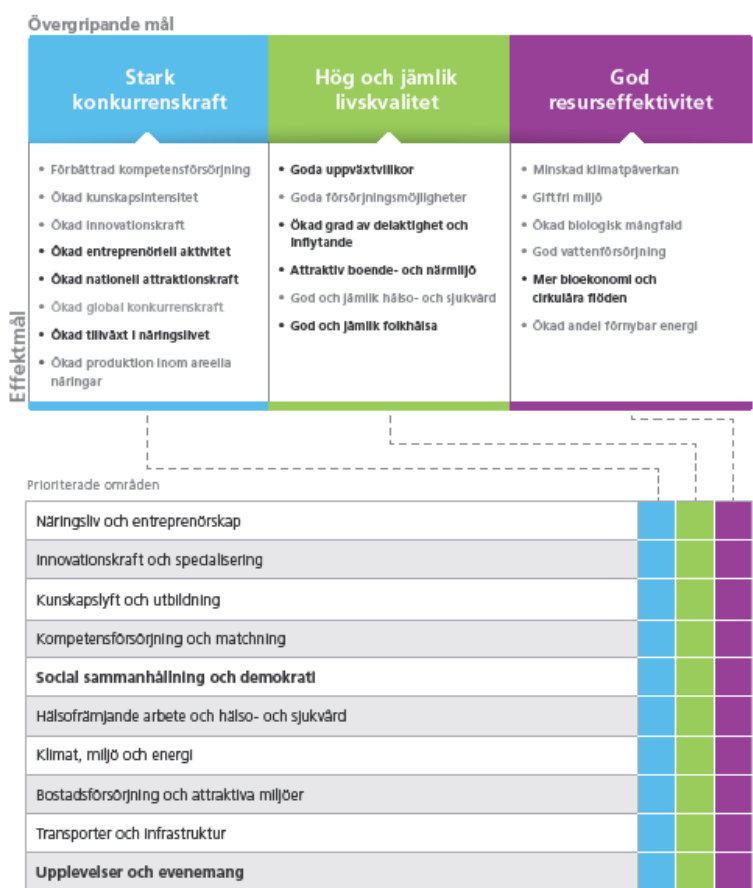 Övergripande mål
Stark
konkurrenskraft
Hög och jämlik
livskvalitet
God
resurseffektivitet
Effektmål
• Förbättrad kompetensförsörjning
• Ökad kunskapsintensitet
• Ökad innovationskraft
• Ökad entreprenöriell aktivitet
• Ökad nationell attraktionskraft
• Ökad global konkurrenskraft
• Ökad tillväxt i näringslivet
• Ökad produktion inom areella
näringar
• Goda uppväxtvillkor
• Goda försörjningsmöjligheter
• Ökad grad av delaktighet och
inflytande
• Attraktiv boende- och närmiljö
• God och jämlik hälso- och sjukvård
• God och jämlik folkhälsa
• Minskad klimatpåverkan
• Giftfri miljö
• Ökad biologisk mångfald
• God vattenförsörjning
• Mer bioekonomi och
cirkulära flöden
• Ökad andel förnybar energi
Prioriterade områden
Näringsliv och entreprenörskap
Innovationskraft och specialisering
Kunskapslyft och utbildning
Kompetensförsörjning och matchning
Social sammanhållning och demokrati
Hälsofrämjande arbete och hälso- och sjukvård
Klimat, miljö och energi
Bostadsförsörjning och attraktiva miljöer
Transporter och infrastruktur
Upplevelser och evenemang